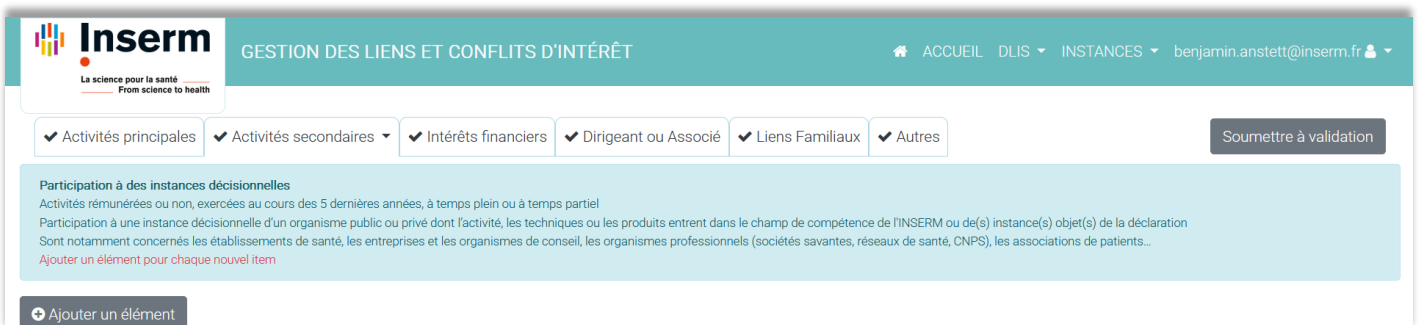 Inserm
La science pour la santé
From science to health
GESTION DES LIENS ET CONFLITS D'INTÉRÊT
ACCUEIL DLIS INSTANCES benjamin.anstett@inserm.fr
Activités principales Activités secondaires Intérêts financiers Dirigeant ou Associé Liens Familiaux Autres Soumettre à validation
Participation à des instances décisionnelles
Activités rémunérées ou non, exercées au cours des 5 dernières années, à temps plein ou à temps partiel
Participation à une instance décisionnelle d'un organisme public ou privé dont l'activité, les techniques ou les produits entrent dans le champ de compétence de l'INSERM ou de(s) instance(s) objet(s) de la déclaration
Sont notamment concernés les établissements de santé, les entreprises et les organismes de conseil, les organismes professionnels (sociétés savantes, réseaux de santé, CNPS), les associations de patients...
Ajouter un élément pour chaque nouvel item
Ajouter un élément